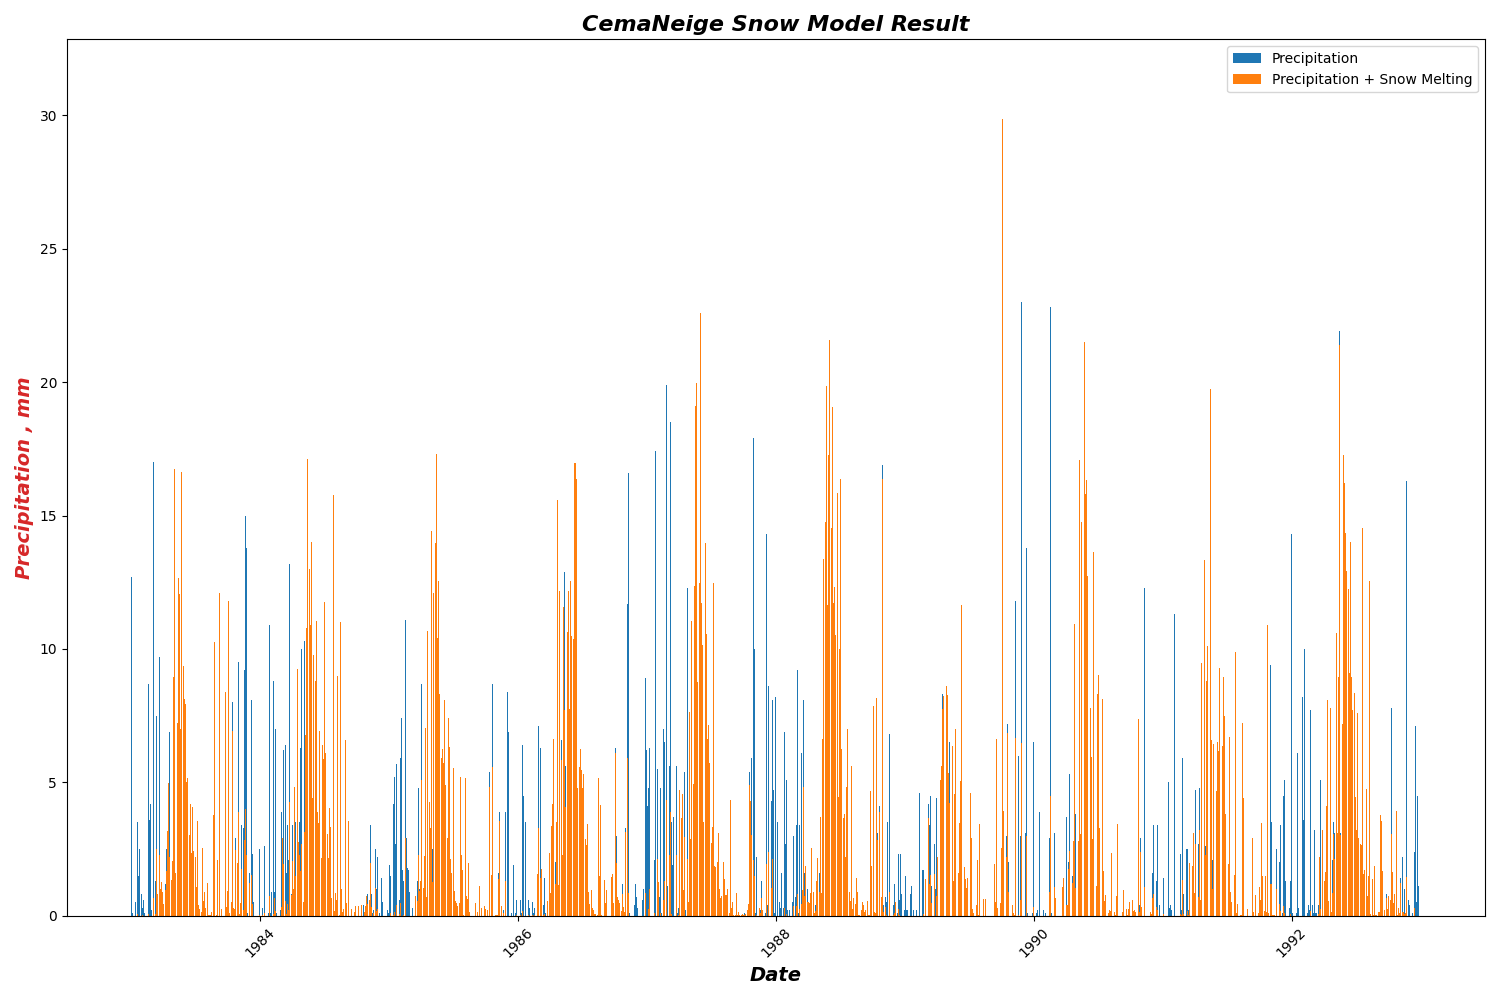 CemaNeige Snow Model Result
Precipitation
Precipitation + Snow Melting
30
25
20
15
10
5
0
Precipitation , mm
1984
1986
1988
1990
1992
Date